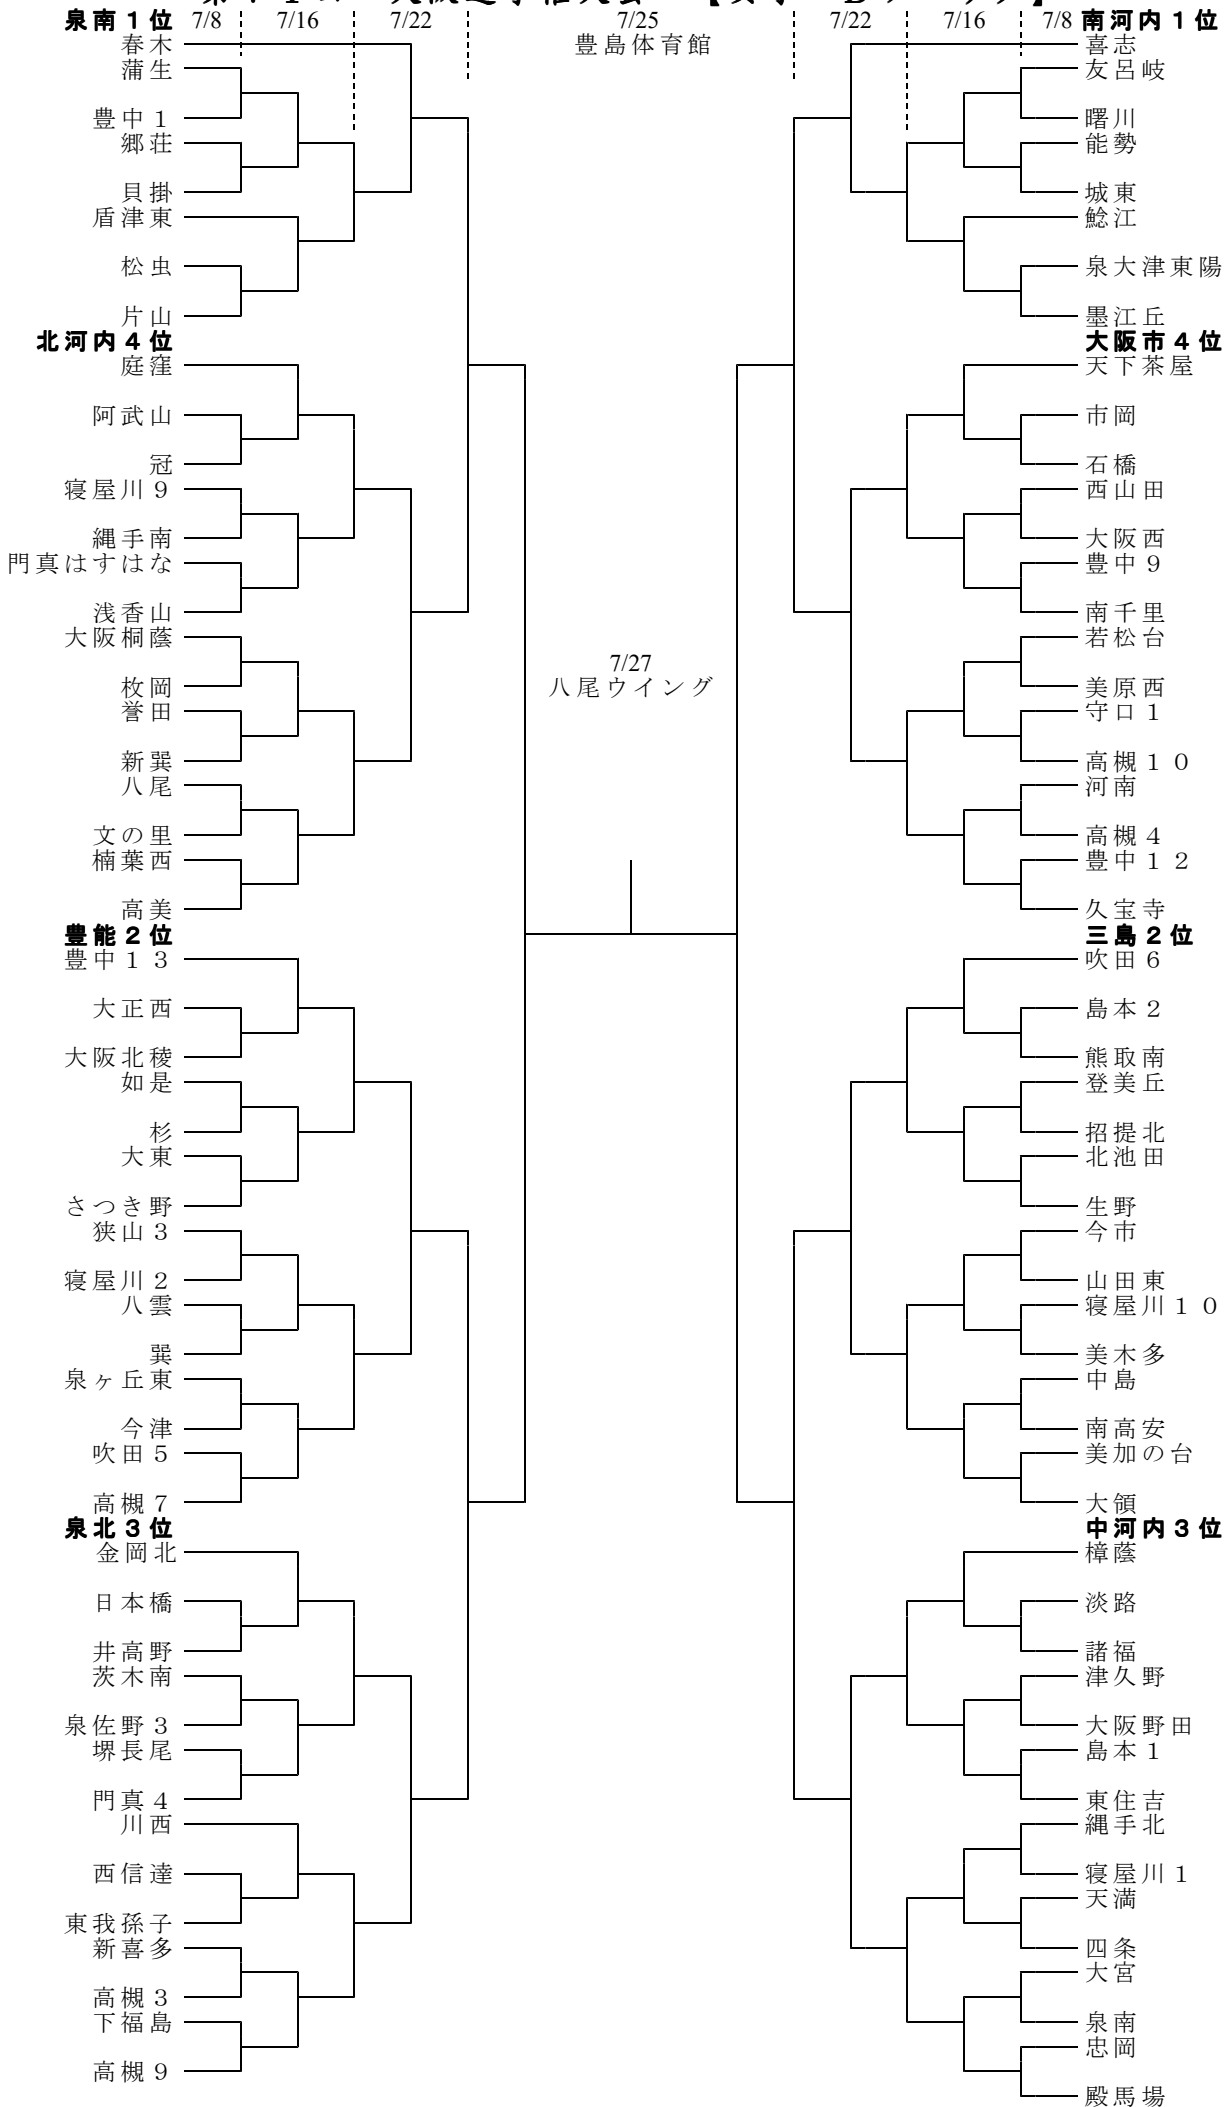 泉南１位
7/8
7/16
7/22
7/25
豊島体育館
7/22
7/16
7/8
南河内１位
春木
蒲生
豊中１
郷荘
貝掛
盾津東
松虫
片山
北河内４位
庭窪
阿武山
冠
寝屋川９
縄手南
門真はすはな
浅香山
大阪桐蔭
枚岡
誉田
新巽
八尾
文の里
楠葉西
高美
豊能２位
豊中１３
大正西
大阪北稜
如是
杉
大東
さつき野
狭山３
寝屋川２
八雲
巽
泉ヶ丘東
今津
吹田５
高槻７
泉北３位
金岡北
日本橋
井高野
茨木南
泉佐野３
堺長尾
門真４
川西
西信達
東我孫子
新喜多
高槻３
下福島
高槻９
7/27
八尾ウイング
喜志
友呂岐
曙川
能勢
城東
鯰江
泉大津東陽
墨江丘
大阪市４位
天下茶屋
市岡
石橋
西山田
大阪西
豊中９
南千里
若松台
美原西
守口１
高槻１０
河南
高槻４
豊中１２
久宝寺
三島２位
吹田６
島本２
熊取南
登美丘
招提北
北池田
生野
今市
山田東
寝屋川１０
美木多
中島
南高安
美加の台
大領
中河内３位
樟蔭
淡路
諸福
津久野
大阪野田
島本１
東住吉
縄手北
寝屋川１
天満
四条
大宮
泉南
忠岡
殿馬場